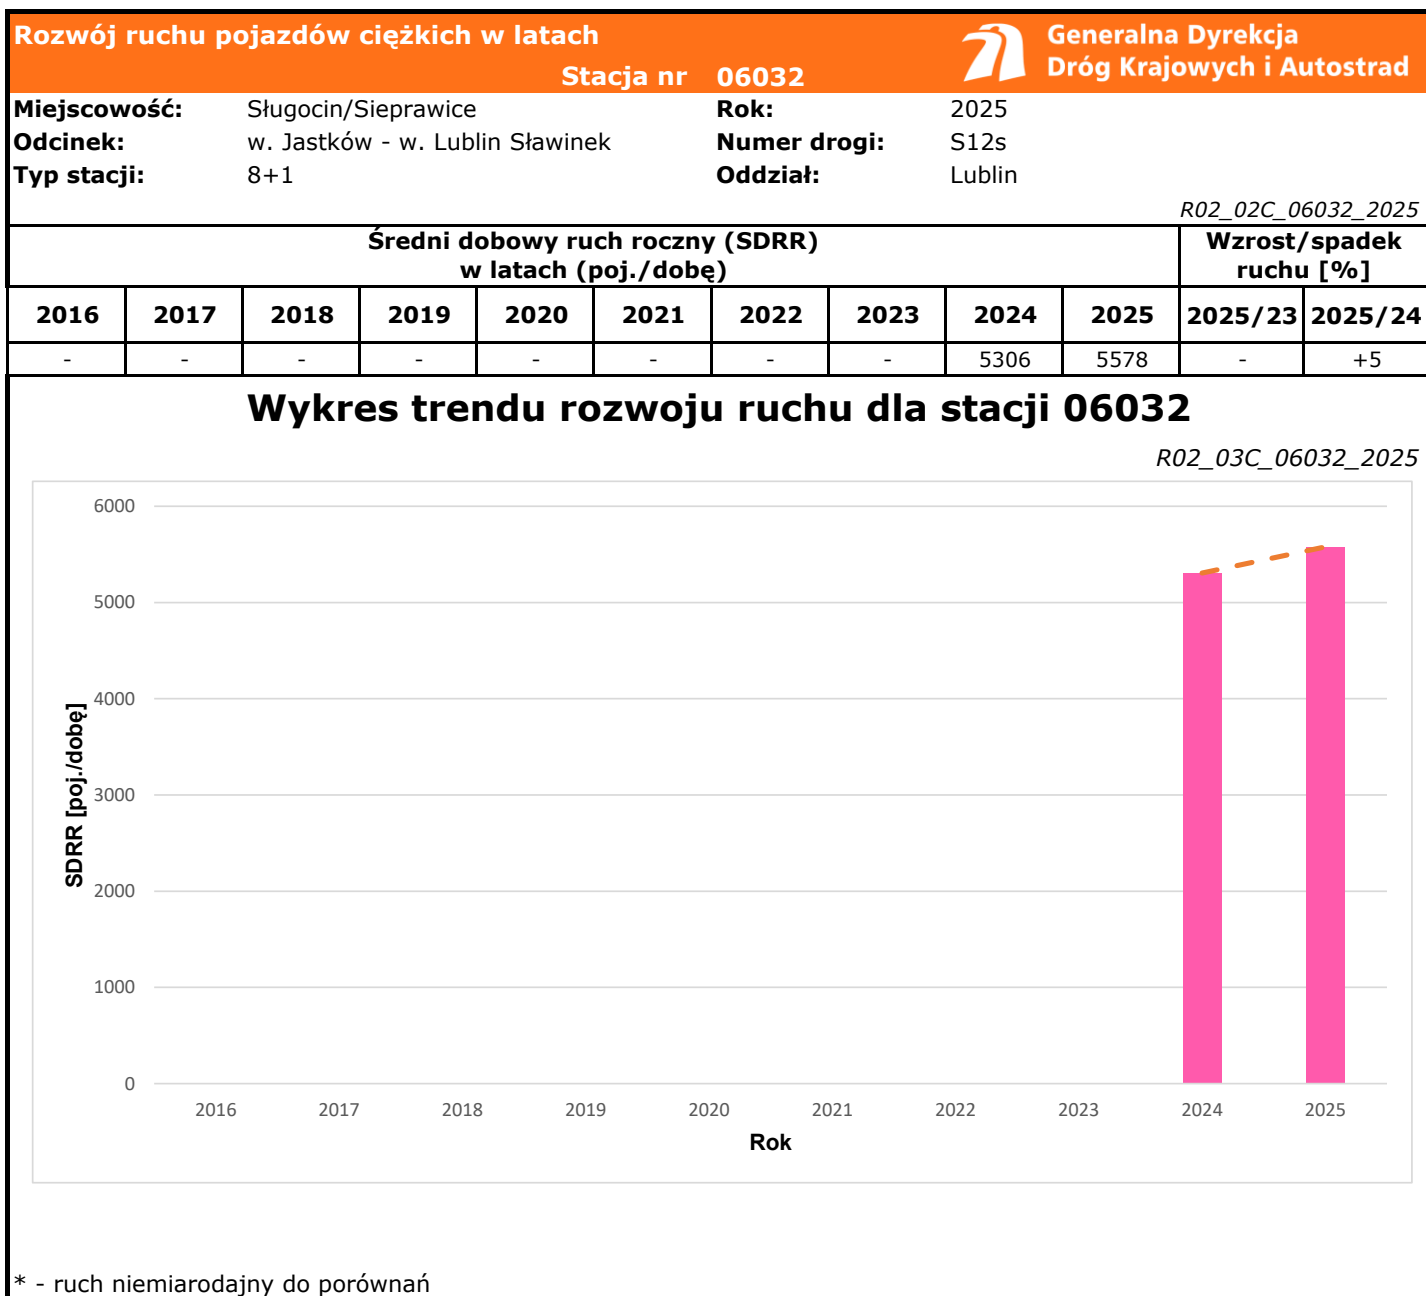 Rozwój ruchu pojazdów ciężkich w latach
Generalna Dyrekcja
Dróg Krajowych i Autostrad
Stacja nr 06032
Miejscowość: Sługocin/Sieprawice Rok: 2025
Odcinek: w. Jastków - w. Lublin Sławinek Numer drogi: S12s
Typ stacji: 8+1 Oddział: Lublin
R02_02C_06032_2025
Średni dobowy ruch roczny (SDRR)
w latach (poj./dobę)
Wzrost/spadek
ruchu [%]
2016 2017 2018 2019 2020 2021 2022 2023 2024 2025 2025/23 2025/24
- - - - - - - - 5306 5578 - +5
Wykres trendu rozwoju ruchu dla stacji 06032
R02_03C_06032_2025
6000
5000
4000
3000
2000
1000
0
SDRR [poj./dobę]
2016 2017 2018 2019 2020 2021 2022 2023 2024 2025
Rok
* - ruch niemiarodajny do porównań